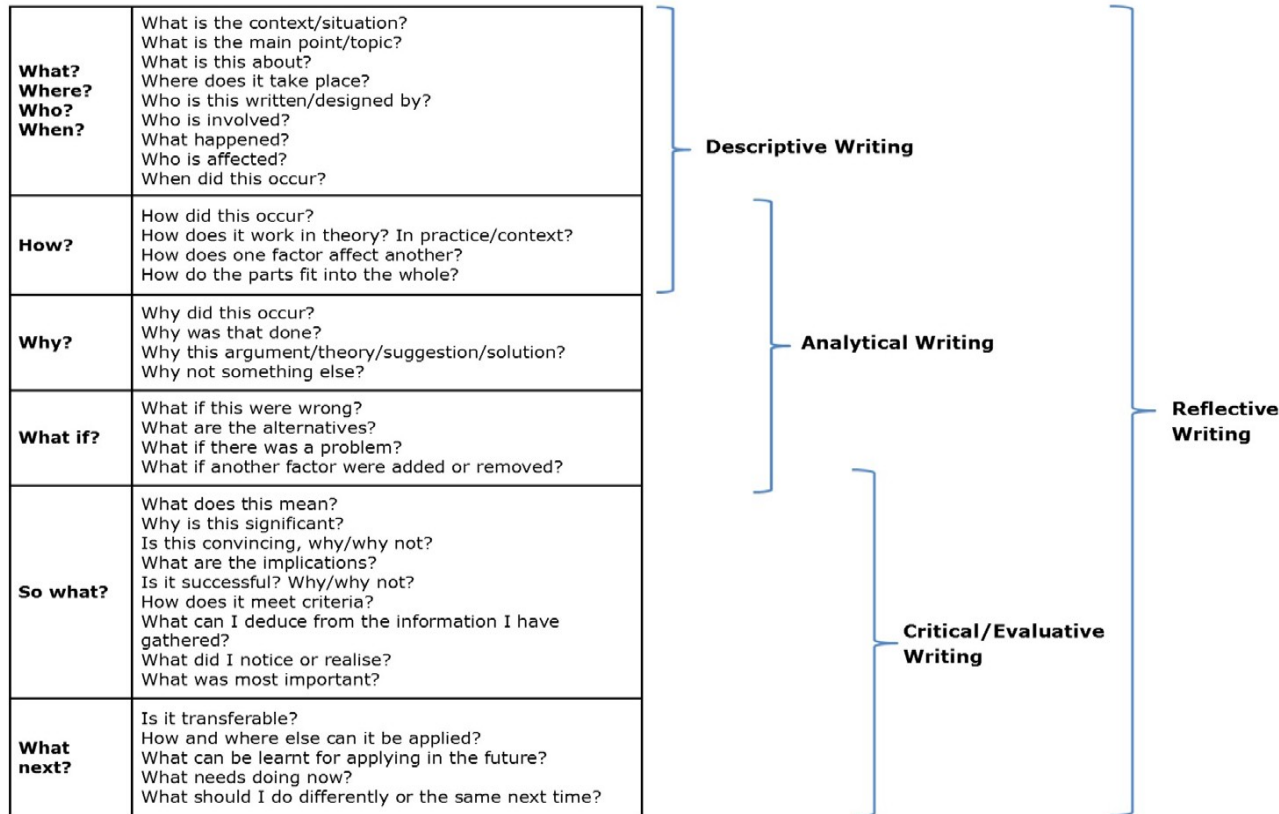 What?
Where?
Who?
When?
What is the context/situation?
What is the main point/topic?
What is this about?
Where does it take place?
Who is this written/designed by?
Who is involved?
What happened?
Who is affected?
When did this occur?
How?
How did this occur?
How does it work in theory? In practice/context?
How does one factor affect another?
How do the parts fit into the whole?
Why?
Why did this occur?
Why was that done?
Why this argument/theory/suggestion/solution?
Why not something else?
What if?
What if this were wrong?
What are the alternatives?
What if there was a problem?
What if another factor were added or removed?
So what?
What does this mean?
Why is this significant?
Is this convincing, why/why not?
What are the implications?
Is it successful? Why/why not?
How does it meet criteria?
What can I deduce from the information I have
gathered?
What did I notice or realise?
What was most important?
What
next?
Is it transferable?
How and where else can it be applied?
What can be learnt for applying in the future?
What needs doing now?
What should I do differently or the same next time?
Descriptive Writing
Analytical Writing
Critical/Evaluative
Writing
Reflective
Writing